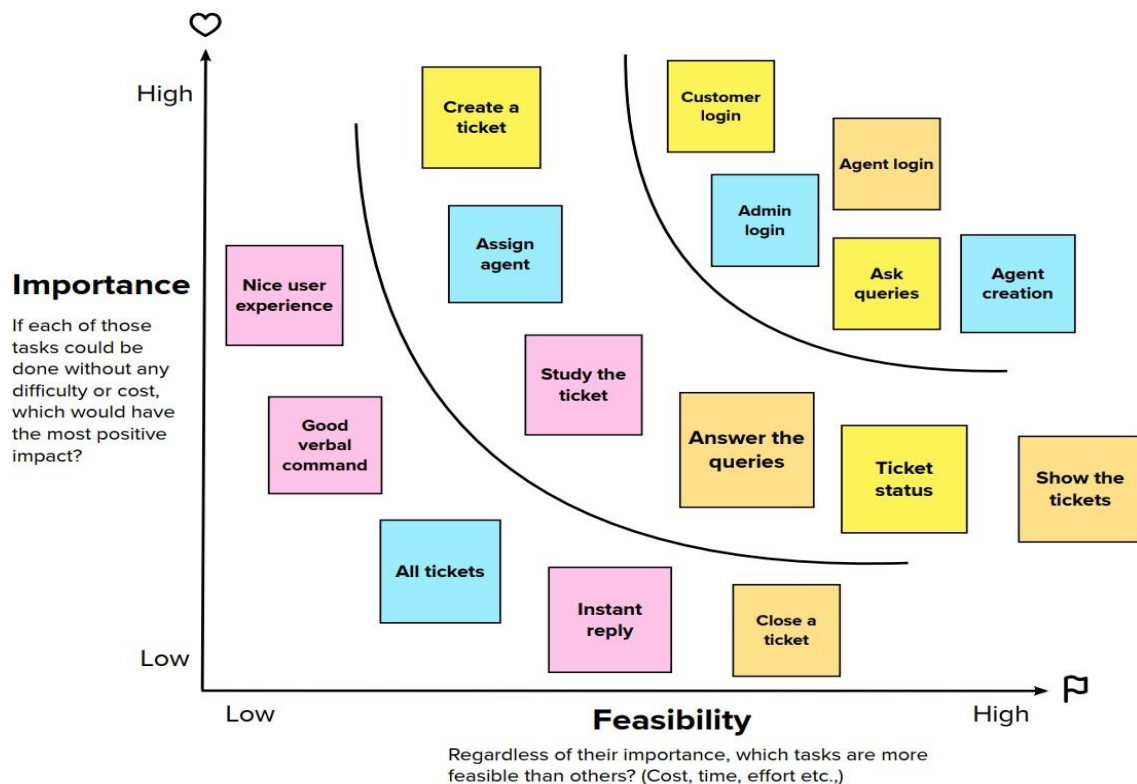 High
Create a
ticket
Customer
login
Agent login
Admin
login
Assign
agent
Ask
queries
Agent
creation
Nice user
experience
Importance
If each of those
tasks could be
done without any
difficulty or cost,
which would have
the most positive
impact?
Study the
ticket
Good
verbal
command
Answer the
queries
Ticket
status
Show the
tickets
All tickets
Instant
reply
Close a
ticket
Low
Low
Feasibility
High
Regardless of their importance, which tasks are more
feasible than others? (Cost, time, effort etc.,)